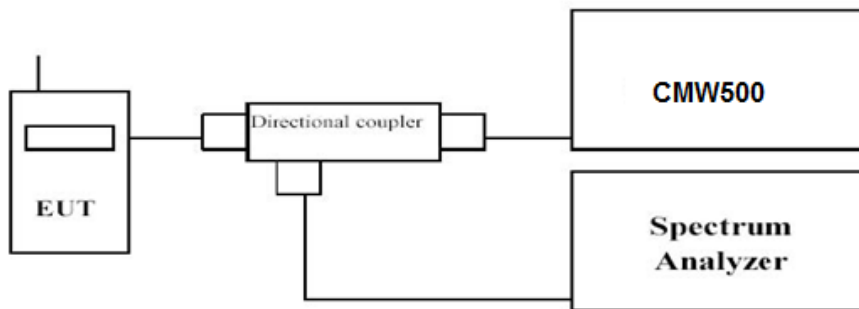 CMW500
Directional coupler
EUT
Spectrum
Analyzer